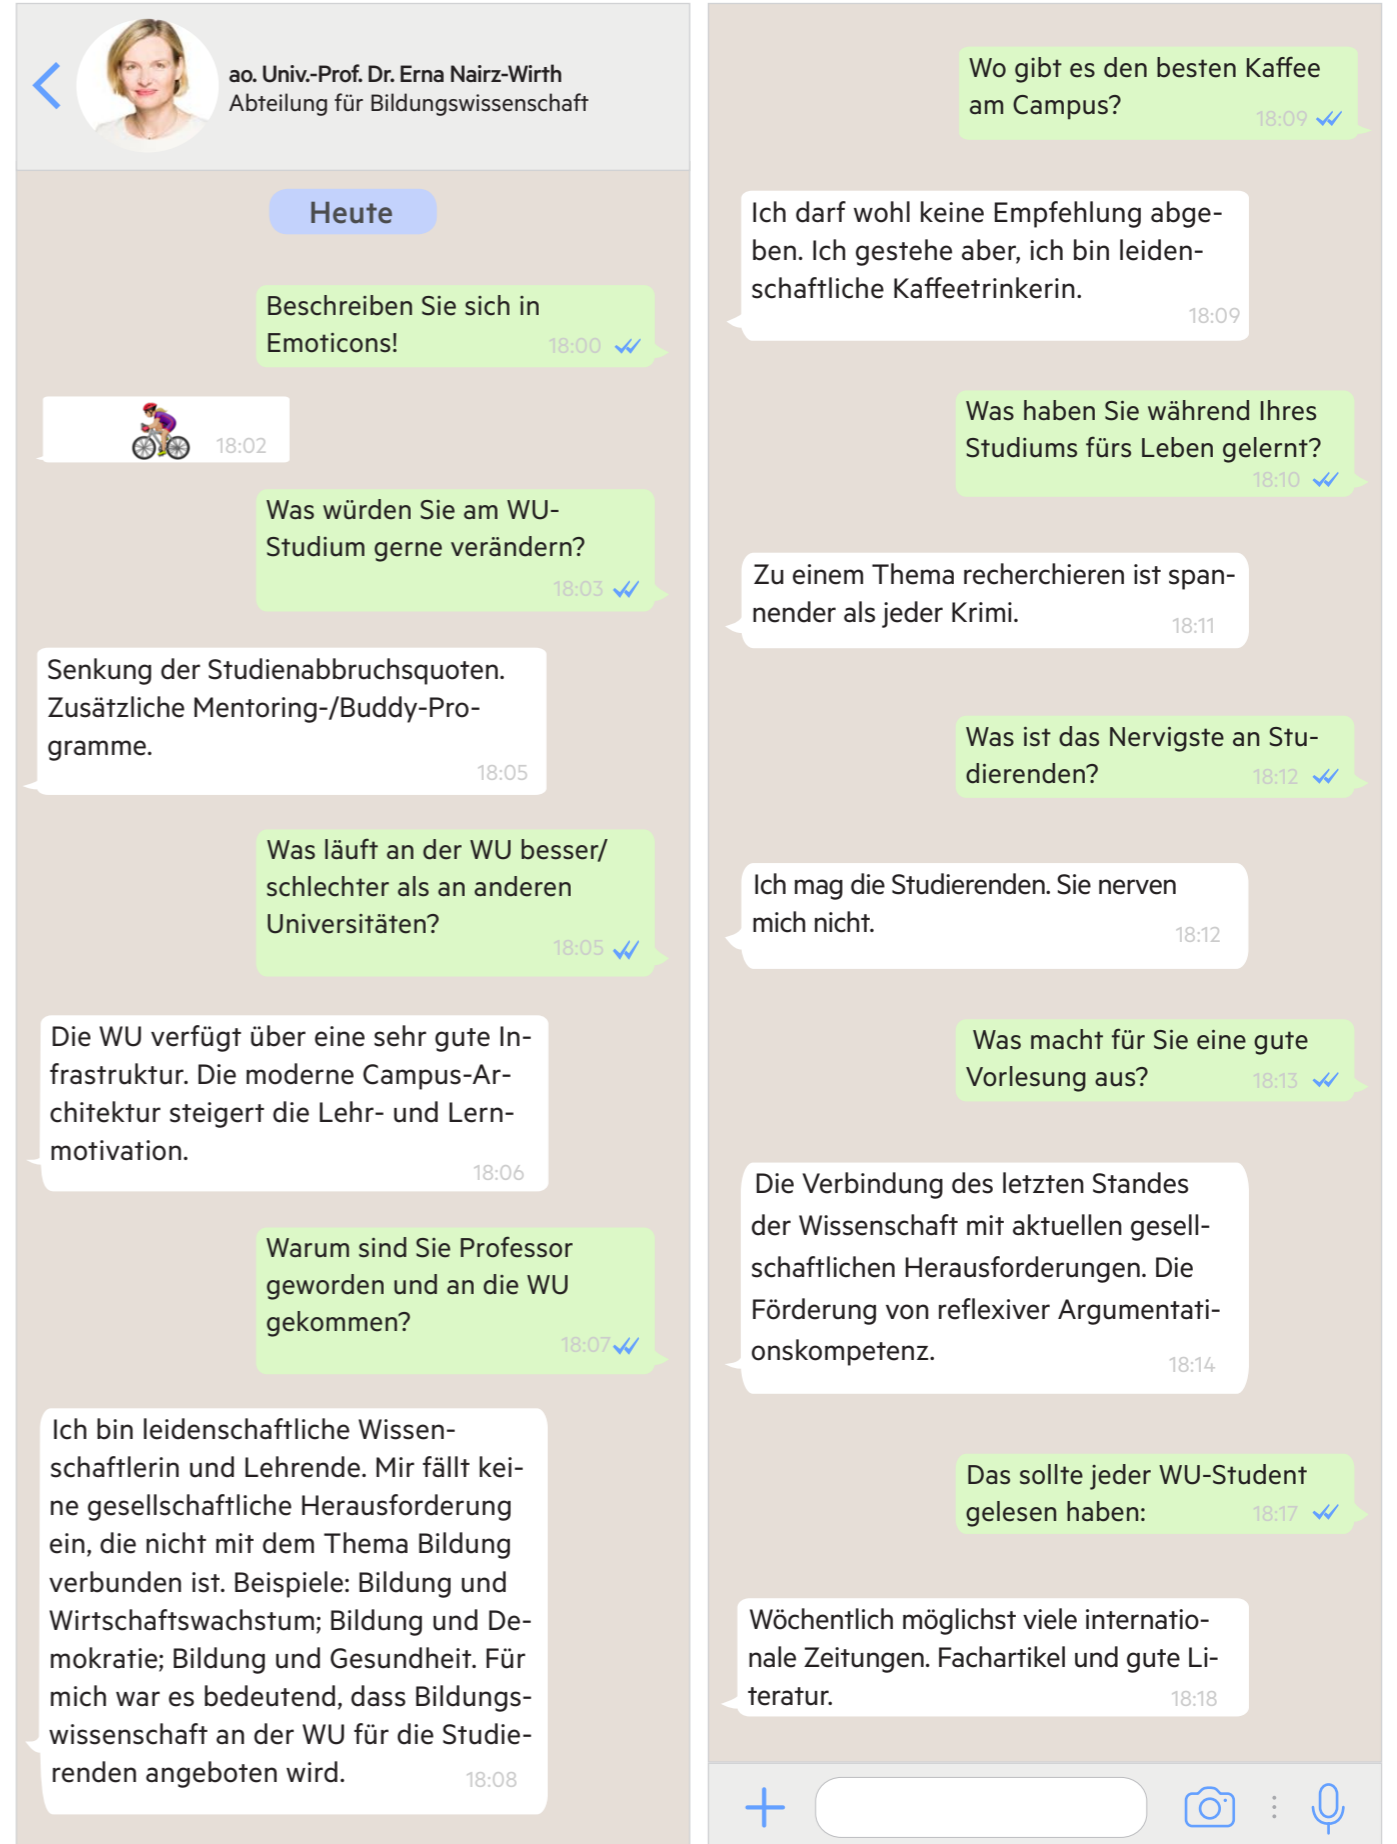 ao. Univ.-Prof. Dr. Erna Nairz-Wirth
Abteilung für Bildungswissenschaft
Heute
Beschreiben Sie sich in
Emoticons!
18:00
18:02
Was würden Sie am WU-
Studium gerne verändern?
18:03
Senkung der Studienabbruchsquoten.
Zusätzliche Mentoring-/Buddy-Pro-
gramme.
18:05
Was läuft an der WU besser/
schlechter als an anderen
Universitäten?
18:05
Die WU verfügt über eine sehr gute In-
frastruktur. Die moderne Campus-Ar-
chitektur steigert die Lehr- und Lern-
motivation.
18:06
Warum sind Sie Professor
geworden und an die WU
gekommen?
18:07
Ich bin leidenschaftliche Wissen-
schaftlerin und Lehrende. Mir fällt kei-
ne gesellschaftliche Herausforderung
ein, die nicht mit dem Thema Bildung
verbunden ist. Beispiele: Bildung und
Wirtschaftswachstum; Bildung und De-
mokratie; Bildung und Gesundheit. Für
mich war es bedeutend, dass Bildungs-
wissenschaft an der WU für die Studie-
renden angeboten wird.
18:08
Wo gibt es den besten Kaffee
am Campus?
18:09
Ich darf wohl keine Empfehlung abge-
ben. Ich gestehe aber, ich bin leiden-
schaftliche Kaffeetrinkerin.
18:09
Was haben Sie während Ihres
Studiums fürs Leben gelernt?
18:10
Zu einem Thema recherchieren ist span-
nender als jeder Krimi.
18:11
Was ist das Nervigste an Stu-
dierenden?
18:12
Ich mag die Studierenden. Sie nerven
mich nicht.
18:12
Was macht für Sie eine gute
Vorlesung aus?
18:13
Die Verbindung des letzten Standes
der Wissenschaft mit aktuellen gesell-
schaftlichen Herausforderungen. Die
Förderung von reflexiver Argumentati-
onskompetenz.
18:14
Das sollte jeder WU-Student
gelesen haben:
18:17
Wöchentlich möglichst viele internatio-
nale Zeitungen. Fachartikel und gute Li-
teratur.
18:18